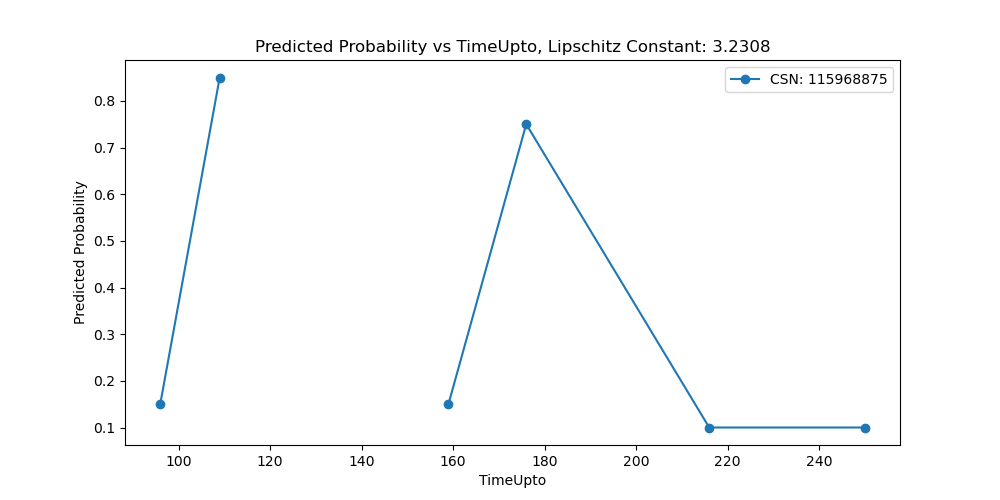 Predicted Probability vs TimeUpto, Lipschitz Constant: 3.2308
CSN: 115968875
Predicted Probability
0.8
0.7
0.6
0.5
0.4
0.3
0.2
0.1
100 120 140 160 180 200 220 240
TimeUpto